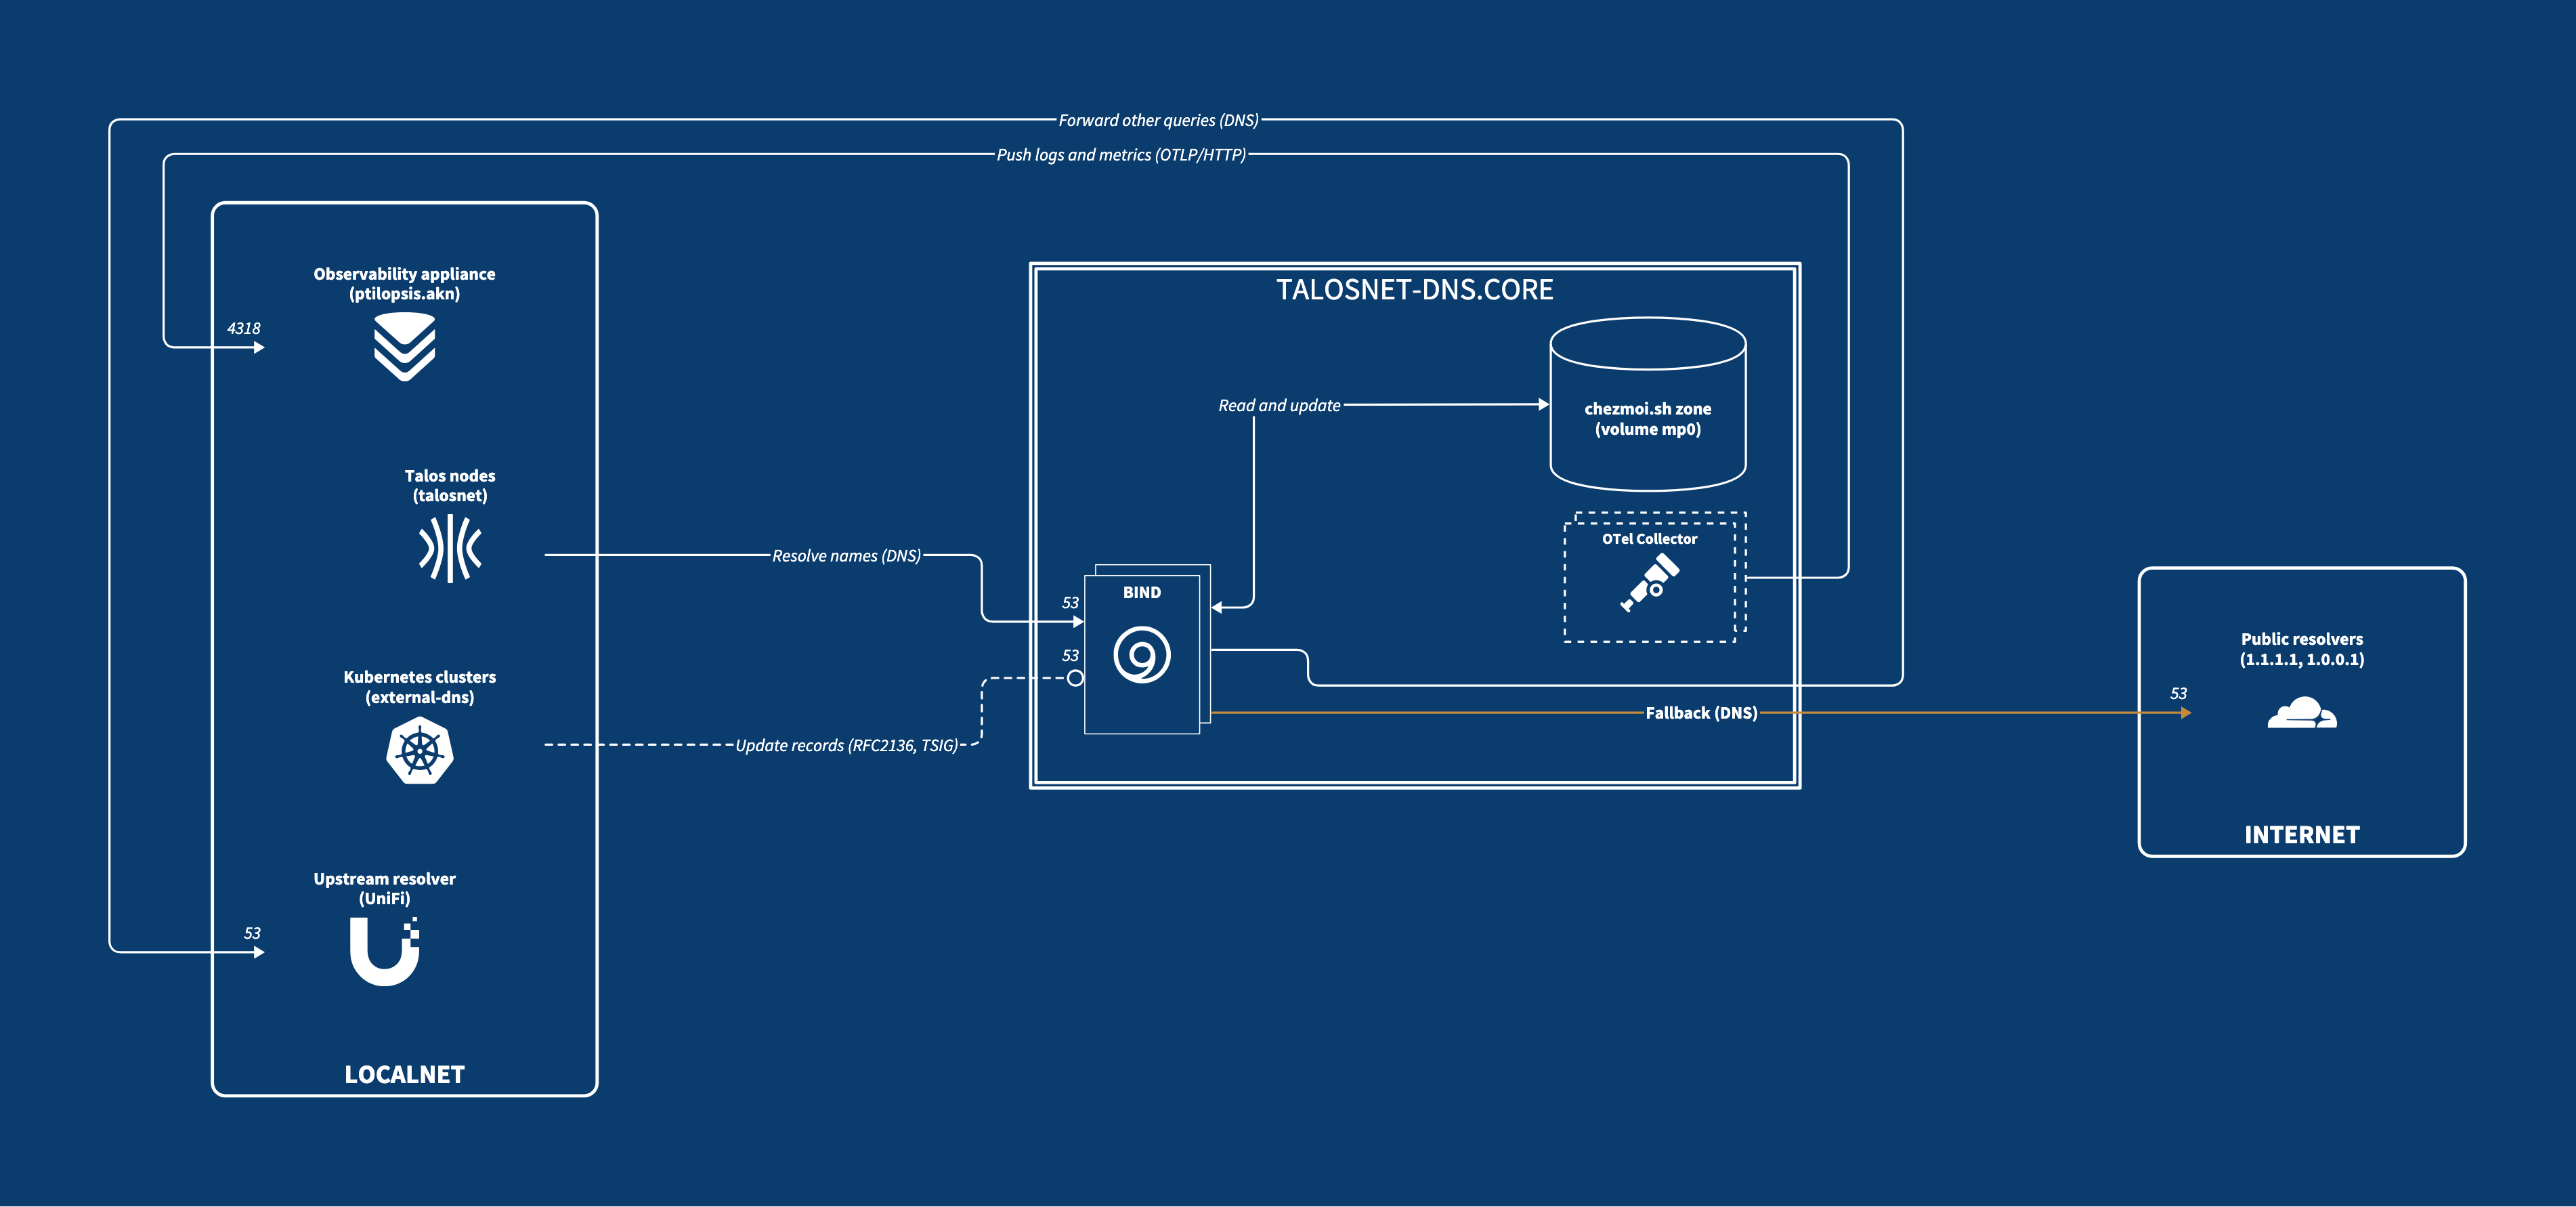 Forward other queries (DNS)
Push logs and metrics (OTLP/HTTP)
Observability appliance
(ptilopsis.akn)
4318
Talos nodes
(talosnet)
Kubernetes clusters
(external-dns)
Upstream resolver
(UniFi)
53
LOCALNET
Resolve names (DNS)
Update records (RFC2136, TSIG)
TALOSNET-DNS.CORE
Read and update
chezmoi.sh zone
(volume mp0)
OTel Collector
53
BIND
53
Fallback (DNS)
Public resolvers
(1.1.1.1, 1.0.0.1)
53
INTERNET